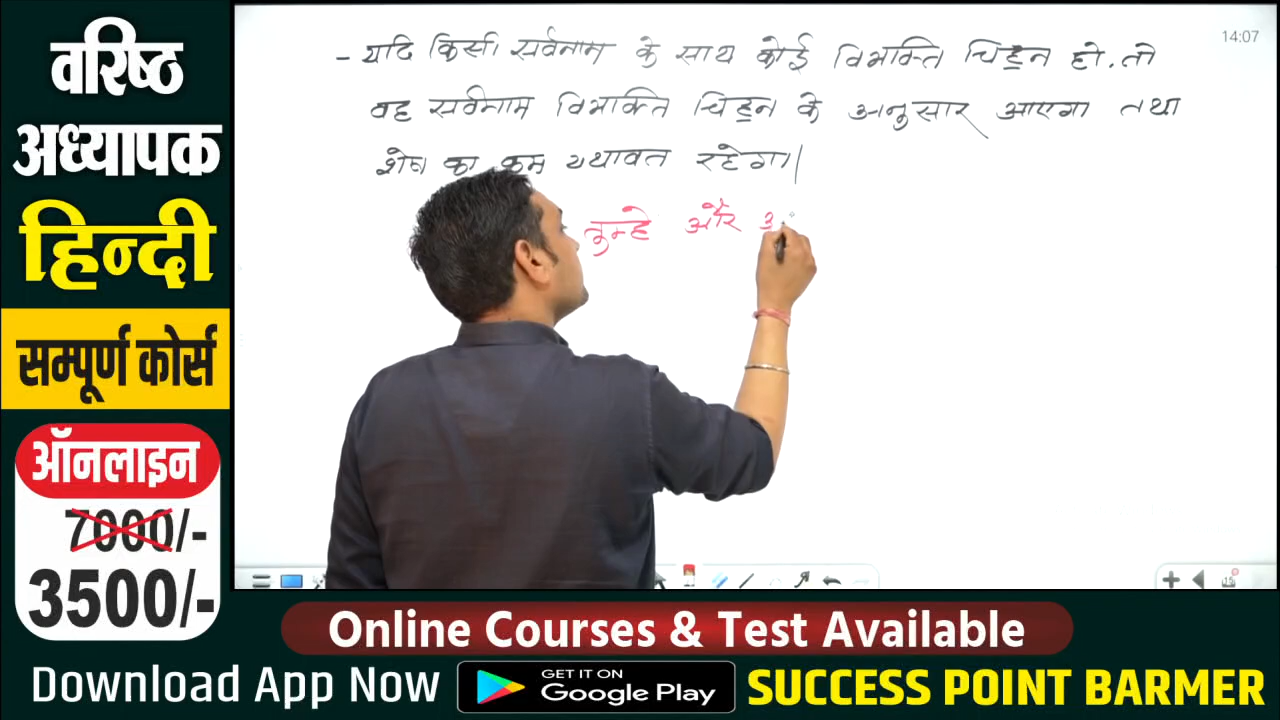 वरिष्ठ
अध्यापक
हिन्दी
सम्पूर्ण कोर्स
ऑनलाइन
7000/-
3500/-
14:07
- यदि किसी सर्वनाम के साथ कोई विभक्ति चिह्न हो, तो
वह सर्वनाम विभक्ति चिह्न के अनुसार आएगा तथा
शेष का क्रम यथावत रहेगा।
तुम्हे और
Online Courses & Test Available
Download App Now
GET IT ON
Google Play
SUCCESS POINT BARMER